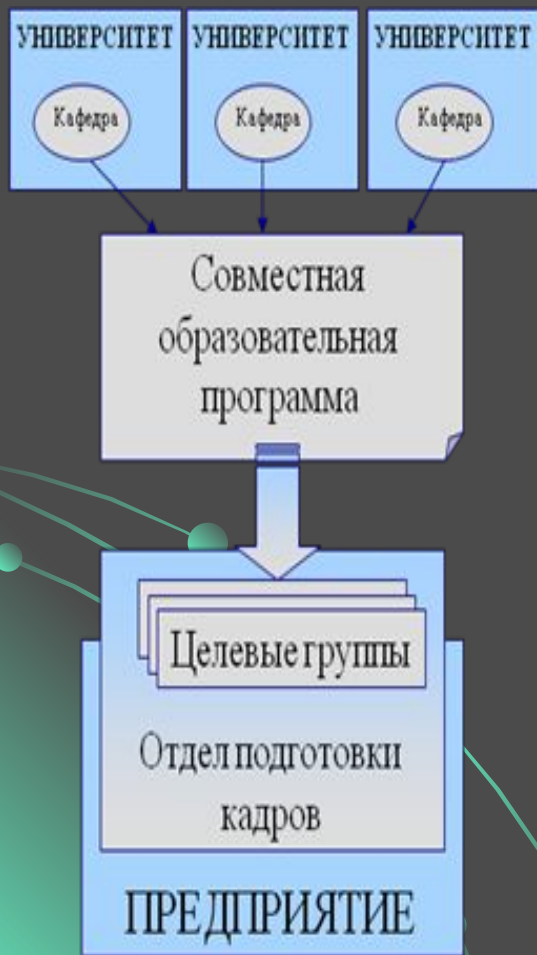 УНИВЕРСИТЕТ УНИВЕРСИТЕТ УНИВЕРСИТЕТ
Кафедра Кафедра Кафедра
Совместная
образовательная
программа
Целевые группы
Отдел подготовки
кадров
ПРЕДПРИЯТИЕ